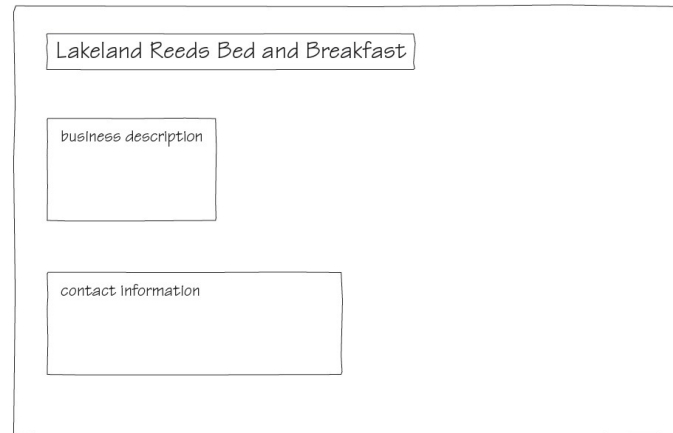 Lakeland Reeds Bed and Breakfast
business description
contact information